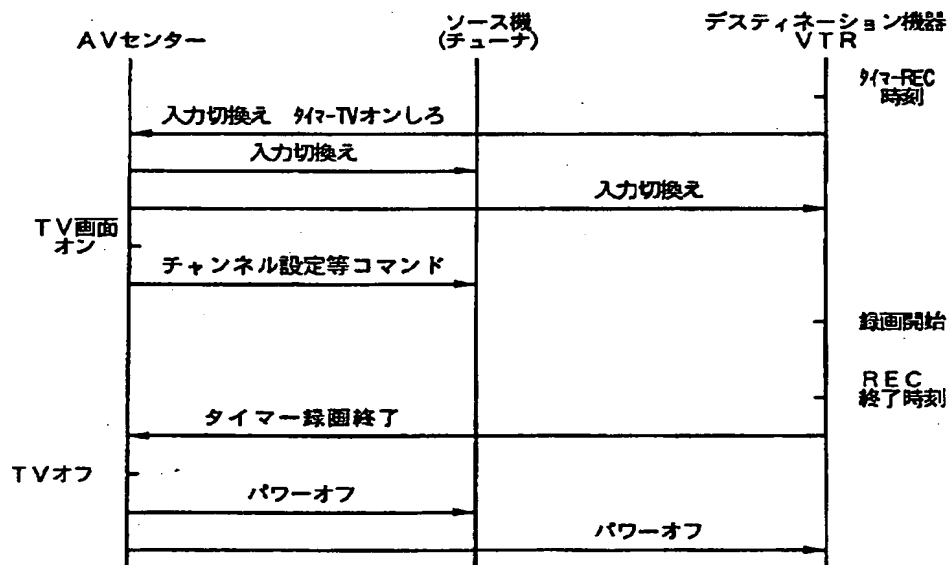 AVセンター
ソース機
(チューナ)
デスティネーション機器
VTR
タイマ-REC
時刻
入力切換え タイマ-TVオンしろ
入力切換え
入力切換え
TV画面
オン
チャンネル設定等コマンド
録画開始
REC
終了時刻
タイマー録画終了
TVオフ
パワーオフ
パワーオフ